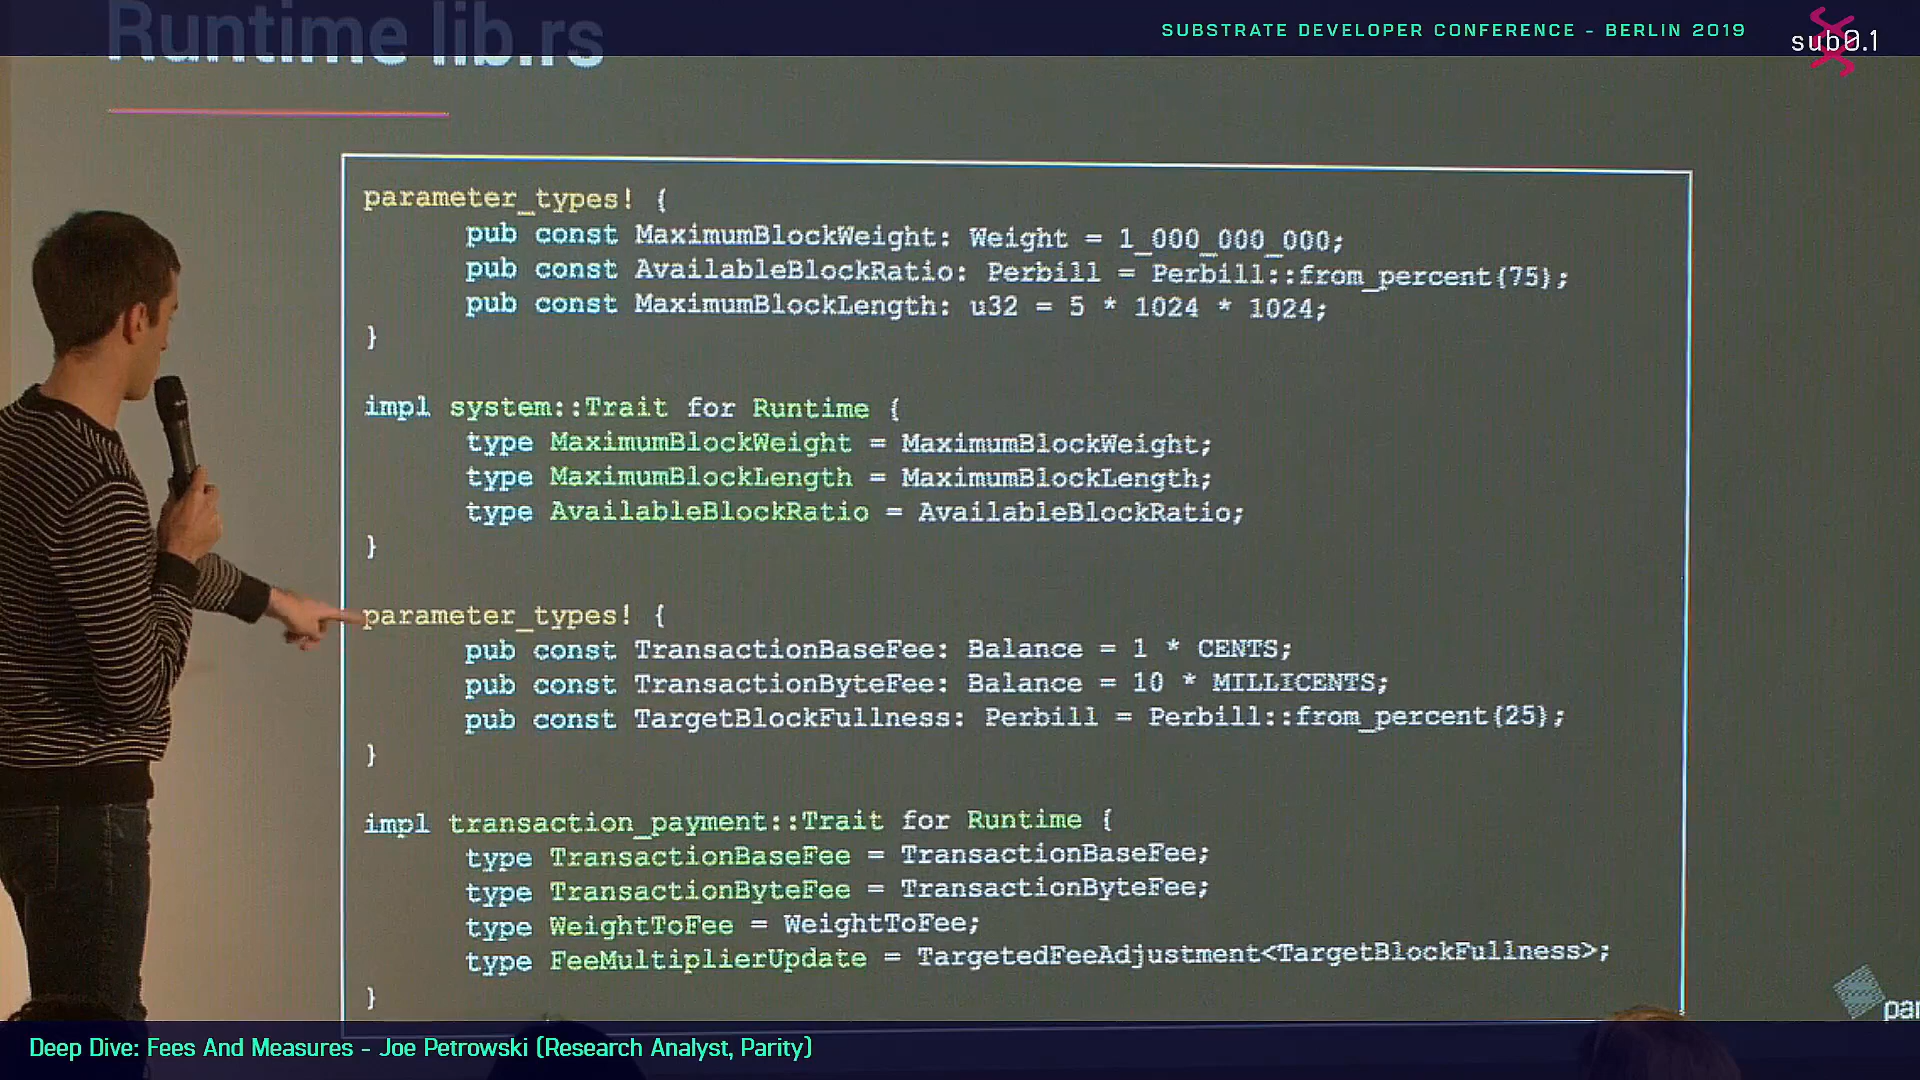 Runtime lib.rs
SUBSTRATE DEVELOPER CONFERENCE - BERLIN 2019
sub0.1
parameter_types! {
pub const MaximumBlockWeight: Weight = 1_000_000_000;
pub const AvailableBlockRatio: Perbill = Perbill::from_percent(75);
pub const MaximumBlockLength: u32 = 5 * 1024 * 1024;
}
impl system::Trait for Runtime {
type MaximumBlockWeight = MaximumBlockWeight;
type MaximumBlockLength = MaximumBlockLength;
type AvailableBlockRatio = AvailableBlockRatio;
}
parameter_types! {
pub const TransactionBaseFee: Balance = 1 * CENTS;
pub const TransactionByteFee: Balance = 10 * MILLICENTS;
pub const TargetBlockFullness: Perbill = Perbill::from_percent(25);
}
impl transaction_payment::Trait for Runtime {
type TransactionBaseFee = TransactionBaseFee;
type TransactionByteFee = TransactionByteFee;
type WeightToFee = WeightToFee;
type FeeMultiplierUpdate = TargetedFeeAdjustment<TargetBlockFullness>;
}
Deep Dive: Fees And Measures - Joe Petrowski (Research Analyst, Parity)